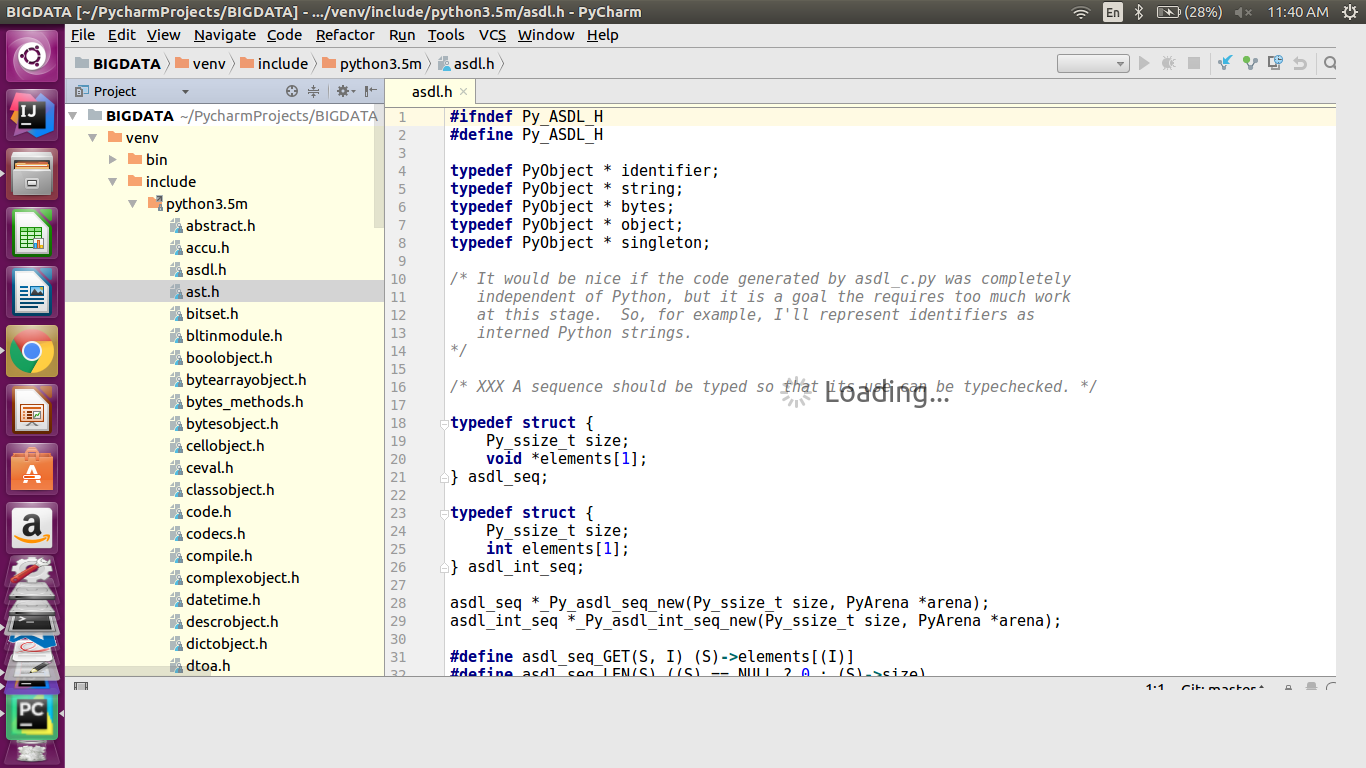 BIGDATA [~/PycharmProjects/BIGDATA] - .../venv/include/python3.5m/asdl.h - PyCharm
En
(28%)
11:40 AM
File Edit View Navigate Code Refactor Run Tools VCS Window Help
BIGDATA venv include python3.5m asdl.h
Project
asdl.h
BIGDATA ~/PycharmProjects/BIGDATA
venv
bin
include
python3.5m
abstract.h
accu.h
asdl.h
ast.h
bitset.h
bltinmodule.h
boolobject.h
bytearrayobject.h
bytes_methods.h
bytesobject.h
cellobject.h
ceval.h
classobject.h
code.h
codecs.h
compile.h
complexobject.h
datetime.h
descrobject.h
dictobject.h
dtoa.h
1 #ifndef Py_ASDL_H
2 #define Py_ASDL_H
3
4 typedef PyObject * identifier;
5 typedef PyObject * string;
6 typedef PyObject * bytes;
7 typedef PyObject * object;
8 typedef PyObject * singleton;
9
10 /* It would be nice if the code generated by asdl_c.py was completely
11 independent of Python, but it is a goal the requires too much work
12 at this stage.  So, for example, I'll represent identifiers as
13 interned Python strings.
14 */
15
16 /* XXX A sequence should be typed so that its use can be typechecked. */
Loading...
17
18 typedef struct {
19 Py_ssize_t size;
20 void *elements[1];
21 } asdl_seq;
22
23 typedef struct {
24 Py_ssize_t size;
25 int elements[1];
26 } asdl_int_seq;
27
28 asdl_seq *_Py_asdl_seq_new(Py_ssize_t size, PyArena *arena);
29 asdl_int_seq *_Py_asdl_int_seq_new(Py_ssize_t size, PyArena *arena);
30
31 #define asdl_seq_GET(S, I) (S)->elements[(I)]
32 #define asdl_seq_LEN(S) ((S) == NULL ? 0 : (S)->size)
1:1 Git: master
IJ
PC